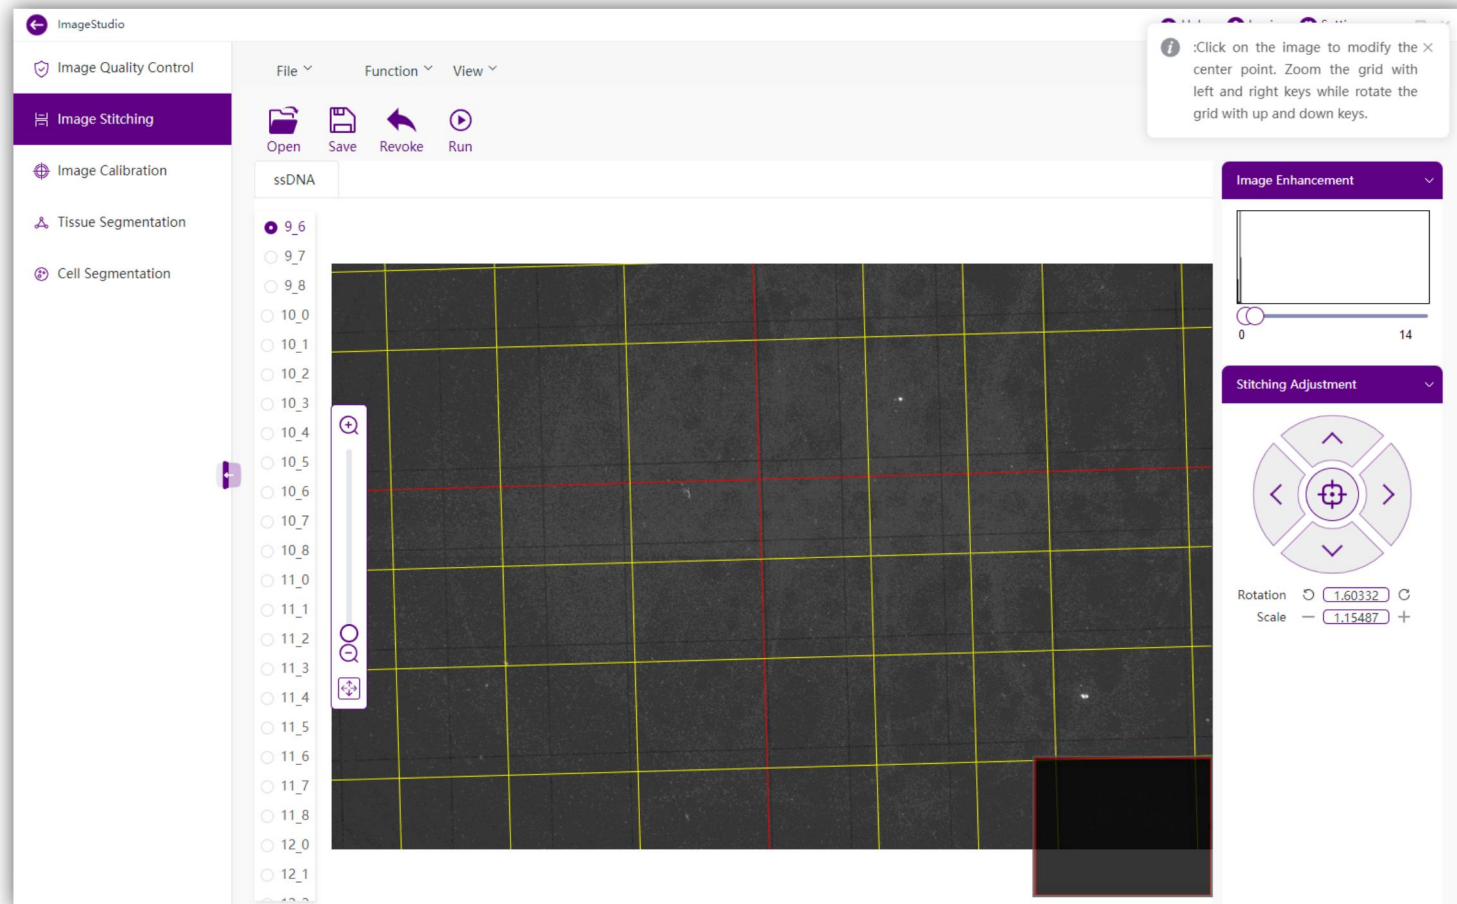 ImageStudio
:Click on the image to modify the
center point. Zoom the grid with
left and right keys while rotate the
grid with up and down keys.
Image Quality Control
Image Stitching
Image Calibration
Tissue Segmentation
Cell Segmentation
File
Function
View
Open
Save
Revoke
Run
ssDNA
9_6
9_7
9_8
10_0
10_1
10_2
10_3
10_4
10_5
10_6
10_7
10_8
11_0
11_1
11_2
11_3
11_4
11_5
11_6
11_7
11_8
12_0
12_1
Image Enhancement
0
14
Stitching Adjustment
Rotation 1.60332
Scale 1.15487